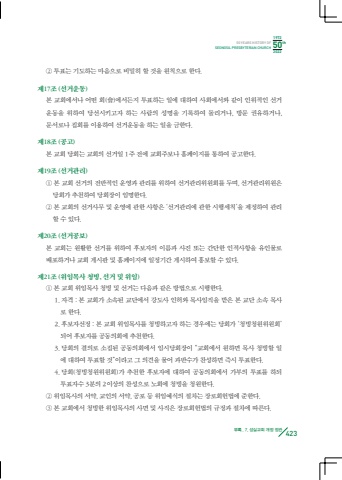 1972
50th
50 YEARS HISTORY OF
SEONGSIL PRESBYTERIAN CHURCH
2022
② 투표는 기도하는 마음으로 비밀히 할 것을 원칙으로 한다.
제17조 (선거운동)
본 교회에서나 어떤 회(會)에서든지 투표하는 일에 대하여 사회에서와 같이 인위적인 선거
운동을 위하여 당선시키고자 하는 사람의 성명을 기록하여 돌리거나, 방문 권유하거나,
문서로나 집회를 이용하여 선거운동을 하는 일을 금한다.
제18조 (공고)
본 교회 당회는 교회의 선거일 1주 전에 교회주보나 홈페이지를 통하여 공고한다.
제19조 (선거관리)
① 본 교회 선거의 전반적인 운영과 관리를 위하여 선거관리위원회를 두며, 선거관리위원은
당회가 추천하여 당회장이 임명한다.
② 본 교회의 선거사무 및 운영에 관한 사항은 '선거관리에 관한 시행세칙'을 제정하여 관리
할 수 있다.
제20조 (선거홍보)
본 교회는 원활한 선거를 위하여 후보자의 이름과 사진 또는 간단한 인적사항을 유인물로
배포하거나 교회 게시판 및 홈페이지에 일정기간 게시하여 홍보할 수 있다.
제21조 (위임목사 청빙, 선거 및 위임)
① 본 교회 위임목사 청빙 및 선거는 다음과 같은 방법으로 시행한다.
1. 자격 : 본 교회가 소속된 교단에서 강도사 인허와 목사임직을 받은 본 교단 소속 목사
로 한다.
2. 후보자선정 : 본 교회 위임목사를 청빙하고자 하는 경우에는 당회가 '청빙위원회'
되어 후보자를 공동의회에 추천한다.
3. 당회의 결의로 소집된 공동의회에서 임시당회장이 "교회에서 원하면 목사 청빙할 일
에 대하여 투표할 것"이라고 그 의견을 물어 과반수가 찬성하면 즉시 투표한다.
4. 당회(청빙위원회)가 추천한 후보자에 대하여 공동의회에서 가부의 투표를 하되
투표자수 3분의 2 이상의 찬성으로 노회에 청빙을 청원한다.
② 위임목사의 서약, 교인의 서약, 공포 등 위임예식의 절차는 장로회헌법에 준한다.
③ 본 교회에서 청빙한 위임목사의 사면 및 사직은 장로회헌법의 규정과 절차에 따른다.
부록. 7. 성실교회 자정 법안 423